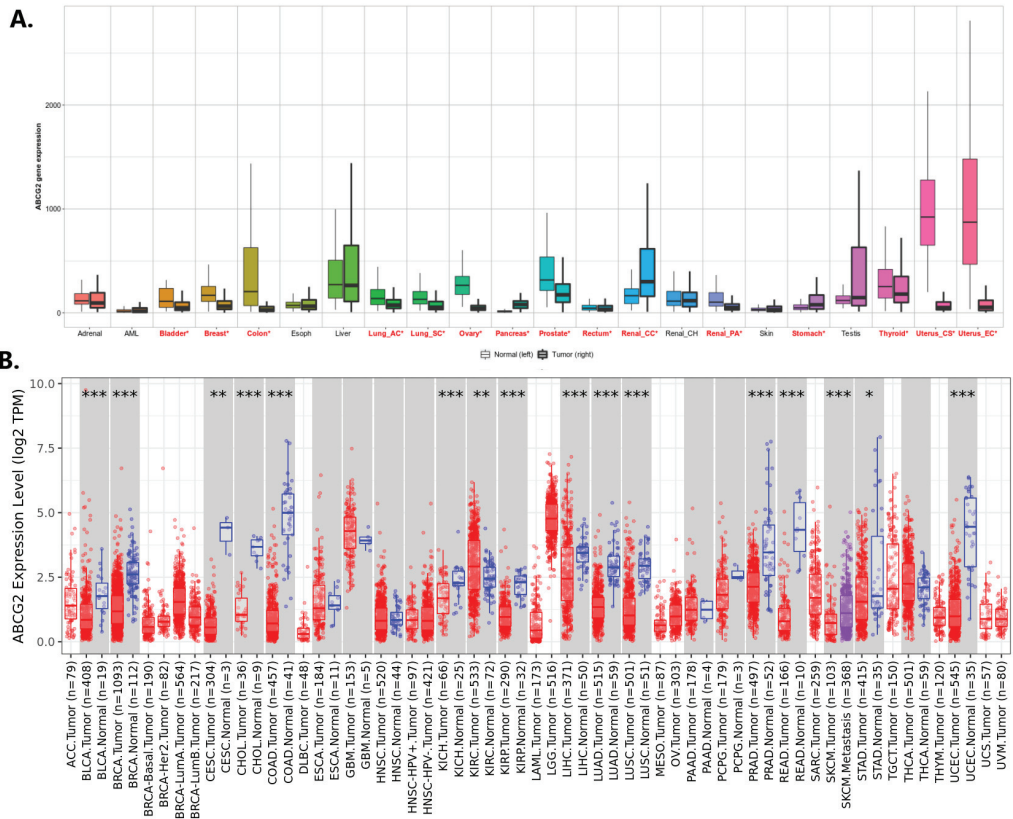 A.
ABCG2 gene expression
2000
1000
0
Adrenal
AML
Bladder*
Breast*
Colon*
Esoph
Liver
Lung_AC*
Lung_SC*
Ovary*
Pancreas*
Prostate*
Rectum*
Renal_CC*
Renal_CH
Renal_PA*
Skin
Stomach*
Testis
Thyroid*
Uterus_CS*
Uterus_EC*
Normal (left) Tumor (right)
B.
ABCG2 Expression Level (log2 TPM)
10.0
7.5
5.0
2.5
0.0
***
***
**
***
***
***
**
***
***
***
***
***
***
***
*
***
ACC.Tumor (n=79)
BLCA.Tumor (n=408)
BLCA.Normal (n=19)
BRCA.Tumor (n=1093)
BRCA.Normal (n=112)
BRCA-Basal.Tumor (n=190)
BRCA-Her2.Tumor (n=82)
BRCA-LumA.Tumor (n=564)
BRCA-LumB.Tumor (n=217)
CESC.Tumor (n=304)
CESC.Normal (n=3)
CHOL.Tumor (n=36)
CHOL.Normal (n=9)
COAD.Tumor (n=457)
COAD.Normal (n=41)
DLBC.Tumor (n=48)
ESCA.Tumor (n=184)
ESCA.Normal (n=11)
GBM.Tumor (n=153)
GBM.Normal (n=5)
HNSC.Tumor (n=520)
HNSC.Normal (n=44)
HNSC-HPV+.Tumor (n=97)
HNSC-HPV-.Tumor (n=421)
KICH.Tumor (n=66)
KICH.Normal (n=25)
KIRC.Tumor (n=533)
KIRC.Normal (n=72)
KIRP.Tumor (n=290)
KIRP.Normal (n=32)
LAML.Tumor (n=173)
LGG.Tumor (n=516)
LIHC.Tumor (n=371)
LIHC.Normal (n=50)
LUAD.Tumor (n=515)
LUAD.Normal (n=59)
LUSC.Tumor (n=501)
LUSC.Normal (n=51)
MESO.Tumor (n=87)
OV.Tumor (n=303)
PAAD.Tumor (n=178)
PAAD.Normal (n=4)
PCPG.Tumor (n=179)
PCPG.Normal (n=3)
PRAD.Tumor (n=497)
PRAD.Normal (n=52)
READ.Tumor (n=166)
READ.Normal (n=10)
SARC.Tumor (n=259)
SKCM.Tumor (n=103)
SKCM.Metastasis (n=368)
STAD.Tumor (n=415)
STAD.Normal (n=35)
TGCT.Tumor (n=150)
THCA.Tumor (n=501)
THCA.Normal (n=59)
THYM.Tumor (n=120)
UCEC.Tumor (n=545)
UCEC.Normal (n=35)
UCS.Tumor (n=57)
UVM.Tumor (n=80)